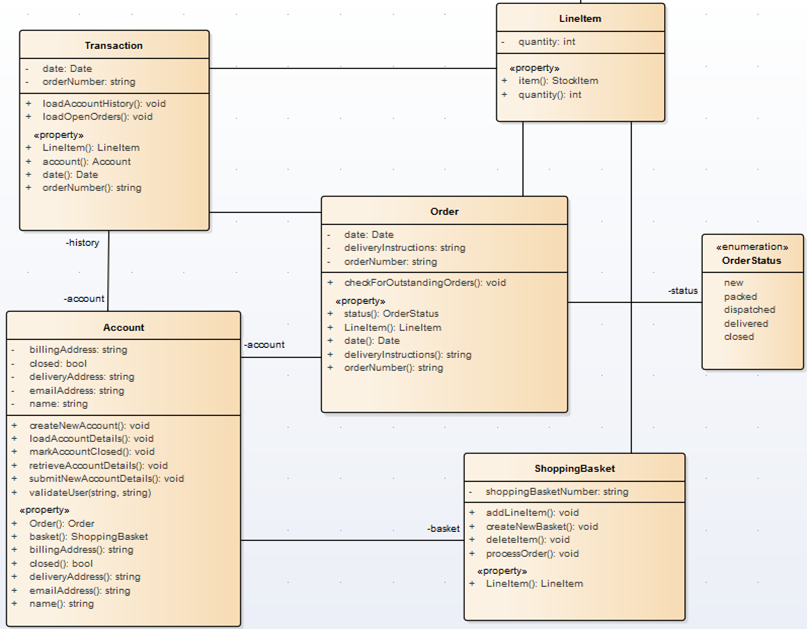 LineItem
- quantity: int
«property»
+ item(): StockItem
+ quantity(): int
Transaction
- date: Date
- orderNumber: string
+ loadAccountHistory(): void
+ loadOpenOrders(): void
«property»
+ LineItem(): LineItem
+ account(): Account
+ date(): Date
+ orderNumber(): string
-history
-account
Order
- date: Date
- deliveryInstructions: string
- orderNumber: string
+ checkForOutstandingOrders(): void
«property»
+ status(): OrderStatus
+ LineItem(): LineItem
+ date(): Date
+ deliveryInstructions(): string
+ orderNumber(): string
-status
«enumeration»
OrderStatus
new
packed
dispatched
delivered
closed
Account
- billingAddress: string
- closed: bool
- deliveryAddress: string
- emailAddress: string
- name: string
+ createNewAccount(): void
+ loadAccountDetails(): void
+ markAccountClosed(): void
+ retrieveAccountDetails(): void
+ submitNewAccountDetails(): void
+ validateUser(string, string)
«property»
+ Order(): Order
+ basket(): ShoppingBasket
+ billingAddress(): string
+ closed(): bool
+ deliveryAddress(): string
+ emailAddress(): string
+ name(): string
-account
-basket
ShoppingBasket
- shoppingBasketNumber: string
+ addLineItem(): void
+ createNewBasket(): void
+ deleteItem(): void
+ processOrder(): void
«property»
+ LineItem(): LineItem